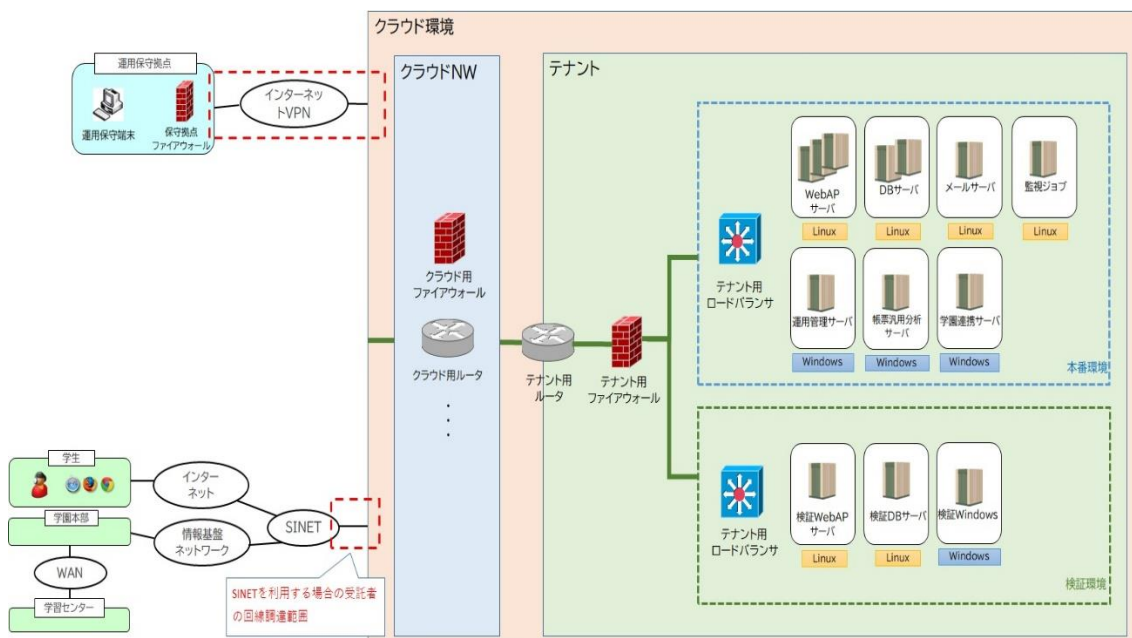 クラウド環境
運用保守拠点
運用保守端末
保守拠点
ファイアウォール
インターネッ
トVPN
クラウドNW
クラウド用
ファイアウォール
クラウド用ルータ
テナント
テナント用
ルータ
テナント用
ファイアウォール
テナント用
ロードバランサ
WebAP
サーバ
Linux
DBサーバ
Linux
メールサーバ
Linux
監視ジョブ
Linux
運用管理サーバ
Windows
帳票汎用分析
サーバ
Windows
学園連携サーバ
Windows
本番環境
テナント用
ロードバランサ
検証WebAP
サーバ
Linux
検証DBサーバ
Linux
検証Windows
Windows
検証環境
学生
インター
ネット
学園本部
情報基盤
ネットワーク
SINET
WAN
学習センター
SINETを利用する場合の受託者
の回線調達範囲